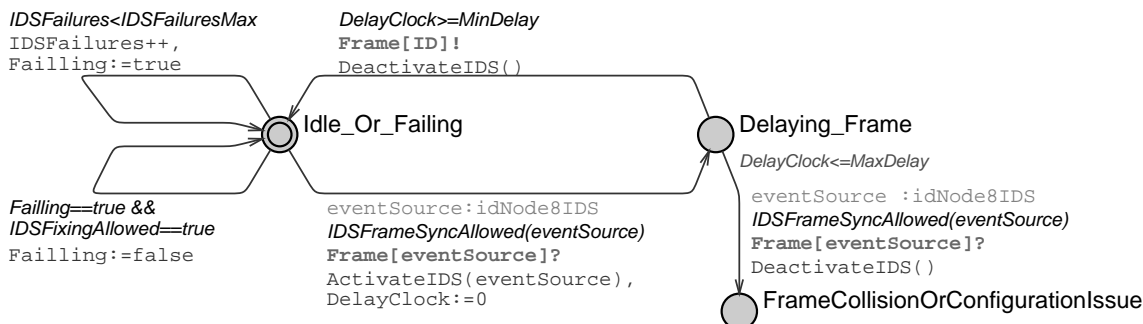 IDSFailures<IDSFailuresMax
IDSFailures++,
Failling:=true
DelayClock>=MinDelay
Frame[ID]!
DeactivateIDS()
Idle_Or_Failing
Delaying_Frame
DelayClock<=MaxDelay
Failling==true &&
IDSFixingAllowed==true
Failling:=false
eventSource:idNode8IDS
IDSFrameSyncAllowed(eventSource)
Frame[eventSource]?
ActivateIDS(eventSource),
DelayClock:=0
eventSource :idNode8IDS
IDSFrameSyncAllowed(eventSource)
Frame[eventSource]?
DeactivateIDS()
FrameCollisionOrConfigurationIssue